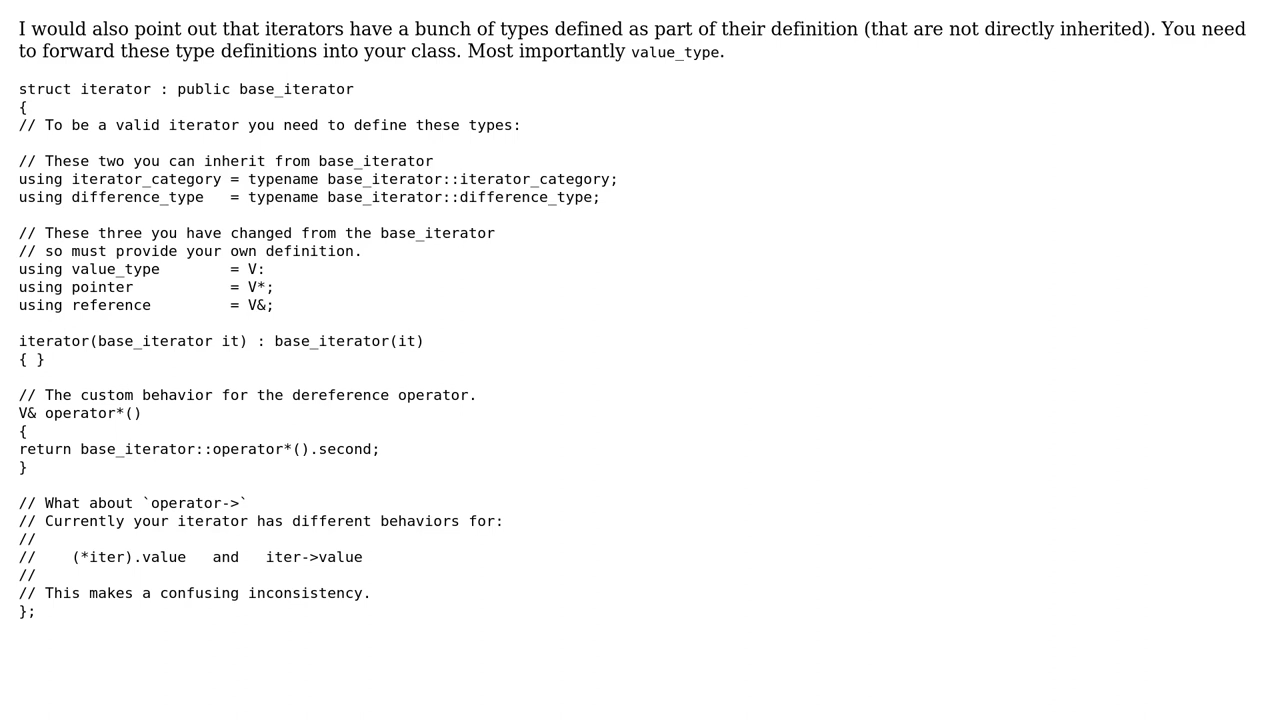 I would also point out that iterators have a bunch of types defined as part of their definition (that are not directly inherited). You need
to forward these type definitions into your class. Most importantly value_type.
struct iterator : public base_iterator
{
// To be a valid iterator you need to define these types:
// These two you can inherit from base_iterator
using iterator_category = typename base_iterator::iterator_category;
using difference_type   = typename base_iterator::difference_type;
// These three you have changed from the base_iterator
// so must provide your own definition.
using value_type        = V:
using pointer           = V*;
using reference         = V&;
iterator(base_iterator it) : base_iterator(it)
{ }
// The custom behavior for the dereference operator.
V& operator*()
{
return base_iterator::operator*().second;
}
// What about `operator->`
// Currently your iterator has different behaviors for:
//
//    (*iter).value   and   iter->value
//
// This makes a confusing inconsistency.
};